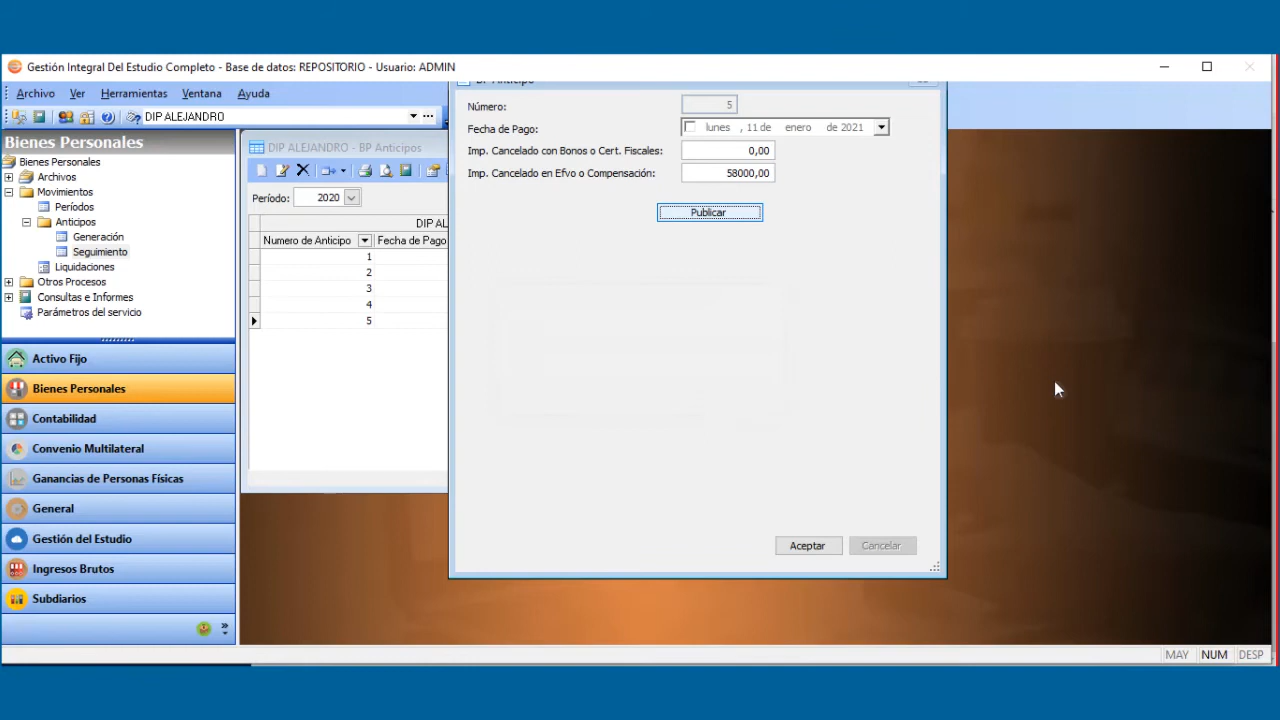 Gestión Integral Del Estudio Completo - Base de datos: REPOSITORIO - Usuario: ADMIN
Archivo Ver Herramientas Ventana Ayuda
DIP ALEJANDRO
Bienes Personales
Bienes Personales
Archivos
Movimientos
Períodos
Anticipos
Generación
Seguimiento
Liquidaciones
Otros Procesos
Consultas e Informes
Parámetros del servicio
Activo Fijo
Bienes Personales
Contabilidad
Convenio Multilateral
Ganancias de Personas Físicas
General
Gestión del Estudio
Ingresos Brutos
Subdiarios
DIP ALEJANDRO - BP Anticipos
Período: 2020
DIP AL
Numero de Anticipo Fecha de Pago
1
2
3
4
5
BP Anticipo
Número: 5
Fecha de Pago: lunes , 11 de enero de 2021
Imp. Cancelado con Bonos o Cert. Fiscales: 0,00
Imp. Cancelado en Efvo o Compensación: 58000,00
Publicar
Aceptar Cancelar
MAY NUM DESP